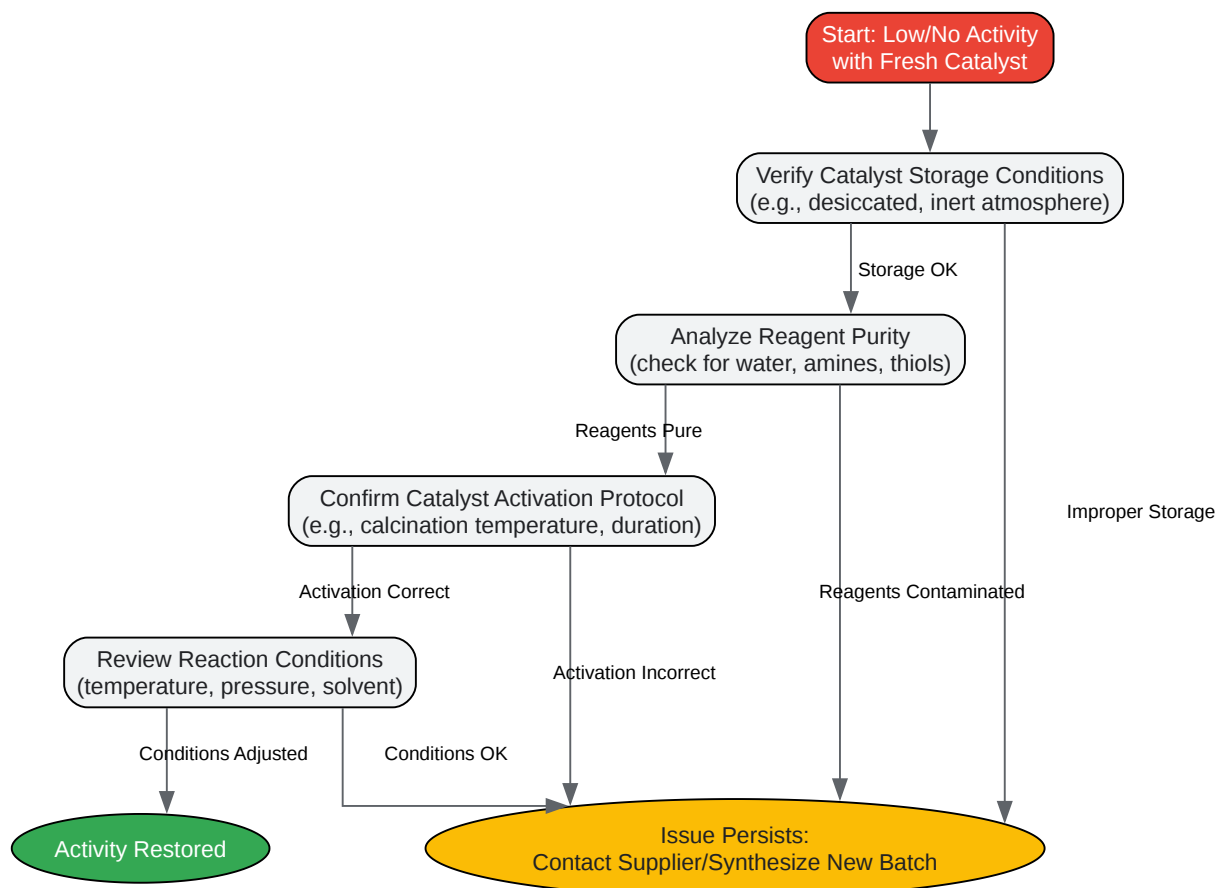 Start: Low/No Activity
with Fresh Catalyst
Verify Catalyst Storage Conditions
(e.g., desiccated, inert atmosphere)
Storage OK
Analyze Reagent Purity
(check for water, amines, thiols)
Reagents Pure
Confirm Catalyst Activation Protocol
(e.g., calcination temperature, duration)
Improper Storage
Activation Correct
Reagents Contaminated
Review Reaction Conditions
(temperature, pressure, solvent)
Activation Incorrect
Conditions Adjusted
Conditions OK
Activity Restored
Issue Persists:
Contact Supplier/Synthesize New Batch